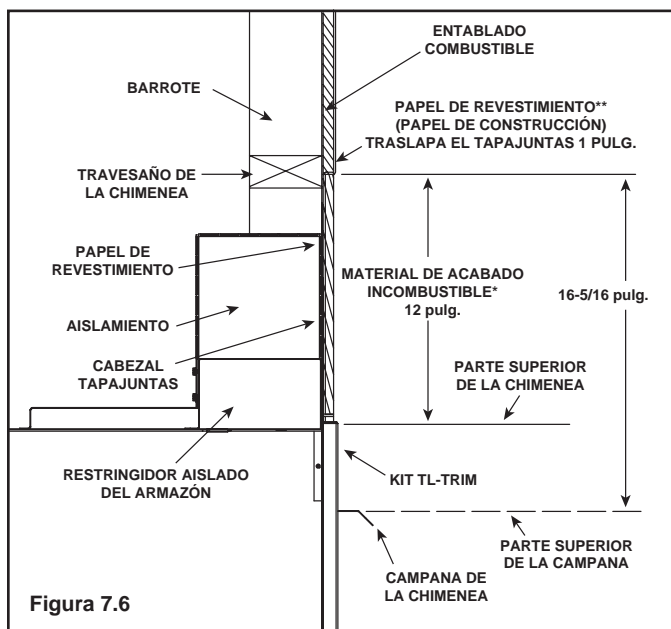 ENTABLADO
COMBUSTIBLE
BARROTE
PAPEL DE REVESTIMIENTO**
(PAPEL DE CONSTRUCCIÓN)
TRASLAPA EL TAPAJUNTAS 1 PULG.
TRAVESAÑO DE
LA CHIMENEA
PAPEL DE
REVESTIMIENTO
MATERIAL DE ACABADO
INCOMBUSTIBLE*
12 pulg.
16-5/16 pulg.
AISLAMIENTO
CABEZAL
TAPAJUNTAS
PARTE SUPERIOR
DE LA CHIMENEA
RESTRINGIDOR AISLADO
DEL ARMAZÓN
KIT TL-TRIM
PARTE SUPERIOR
DE LA CAMPANA
CAMPANA DE
LA CHIMENEA
Figura 7.6